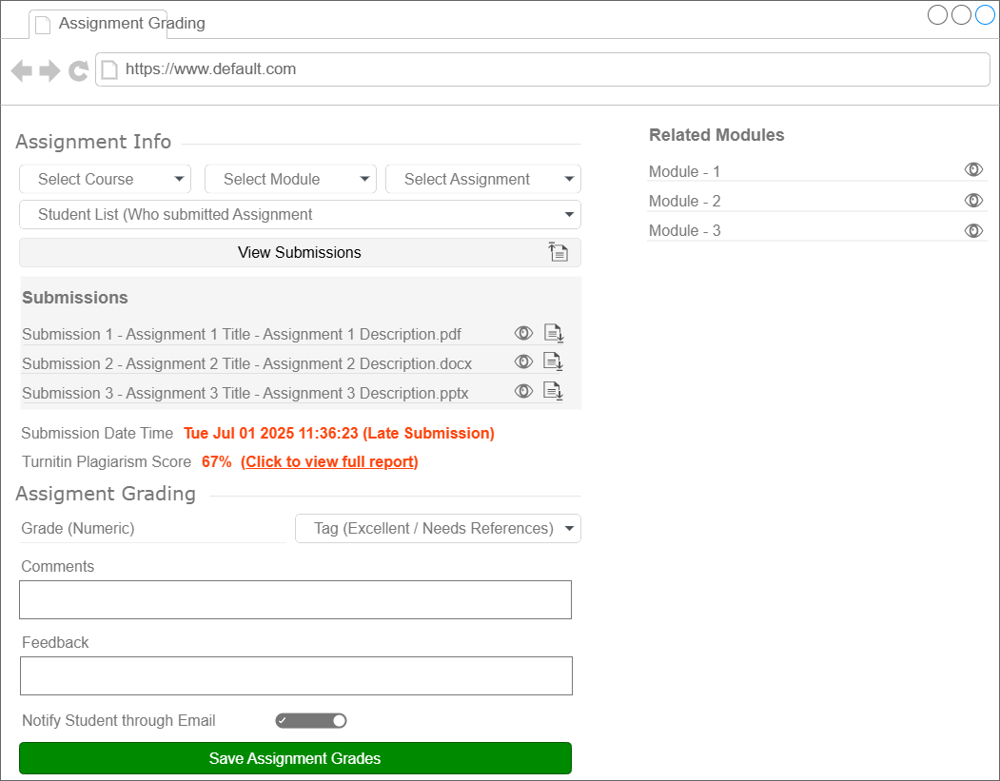 Assignment Grading
https://www.default.com
Assignment Info
Select Course
Select Module
Select Assignment
Student List (Who submitted Assignment
View Submissions
Submissions
Submission 1 - Assignment 1 Title - Assignment 1 Description.pdf
Submission 2 - Assignment 2 Title - Assignment 2 Description.docx
Submission 3 - Assignment 3 Title - Assignment 3 Description.pptx
Submission Date Time Tue Jul 01 2025 11:36:23 (Late Submission)
Turnitin Plagiarism Score 67% (Click to view full report)
Assigment Grading
Grade (Numeric)
Tag (Excellent / Needs References)
Comments
Feedback
Notify Student through Email
Save Assignment Grades
Related Modules
Module - 1
Module - 2
Module - 3